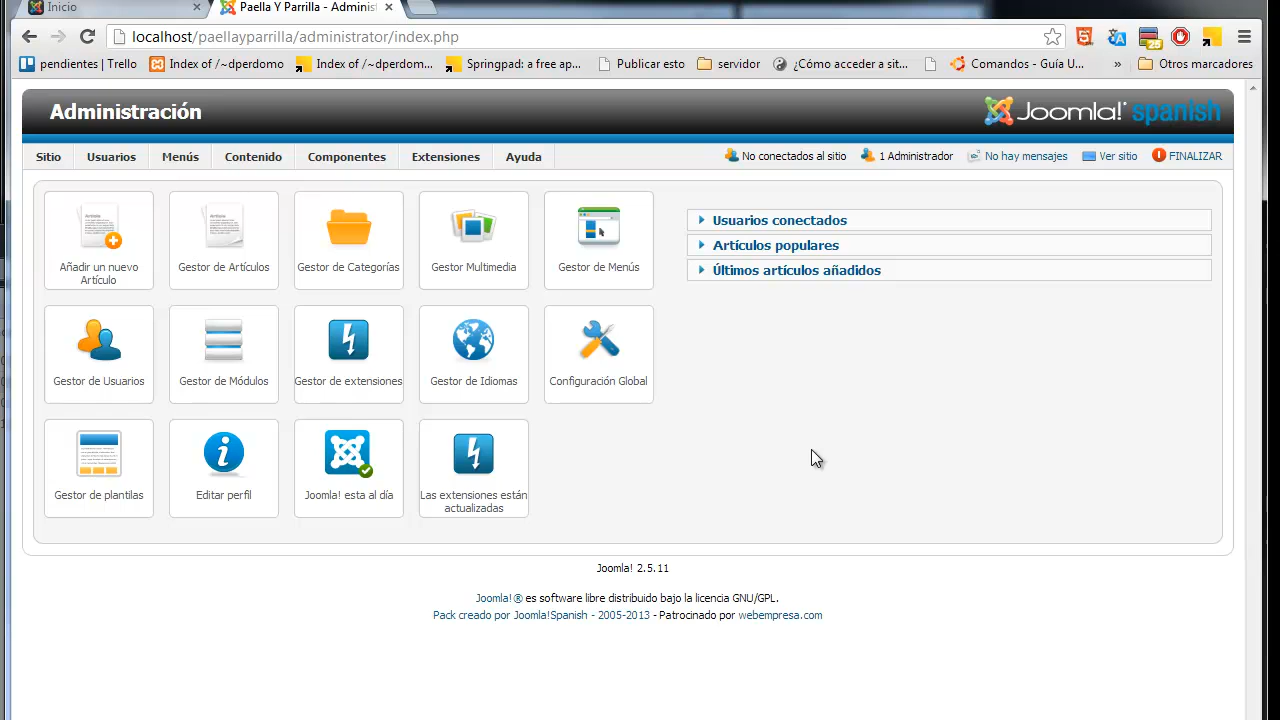 Inicio
Paella Y Parrilla - Administ
localhost/paellayparrilla/administrator/index.php
pendientes | Trello
Index of /~dperdomo
Index of /~dperdom...
Springpad: a free ap...
Publicar esto
servidor
¿Cómo acceder a sit...
Comandos - Guía U...
»
Otros marcadores
25
Administración
Joomla! spanish
Sitio
Usuarios
Menús
Contenido
Componentes
Extensiones
Ayuda
No conectados al sitio
1 Administrador
No hay mensajes
Ver sitio
FINALIZAR
Añadir un nuevo
Artículo
Gestor de Artículos
Gestor de Categorías
Gestor Multimedia
Gestor de Menús
Usuarios conectados
Artículos populares
Últimos artículos añadidos
Gestor de Usuarios
Gestor de Módulos
Gestor de extensiones
Gestor de Idiomas
Configuración Global
Gestor de plantilas
Editar perfil
Joomla! esta al día
Las extensiones están
actualizadas
Joomla! 2.5.11
Joomla!® es software libre distribuido bajo la licencia GNU/GPL.
Pack creado por Joomla!Spanish - 2005-2013 - Patrocinado por webempresa.com